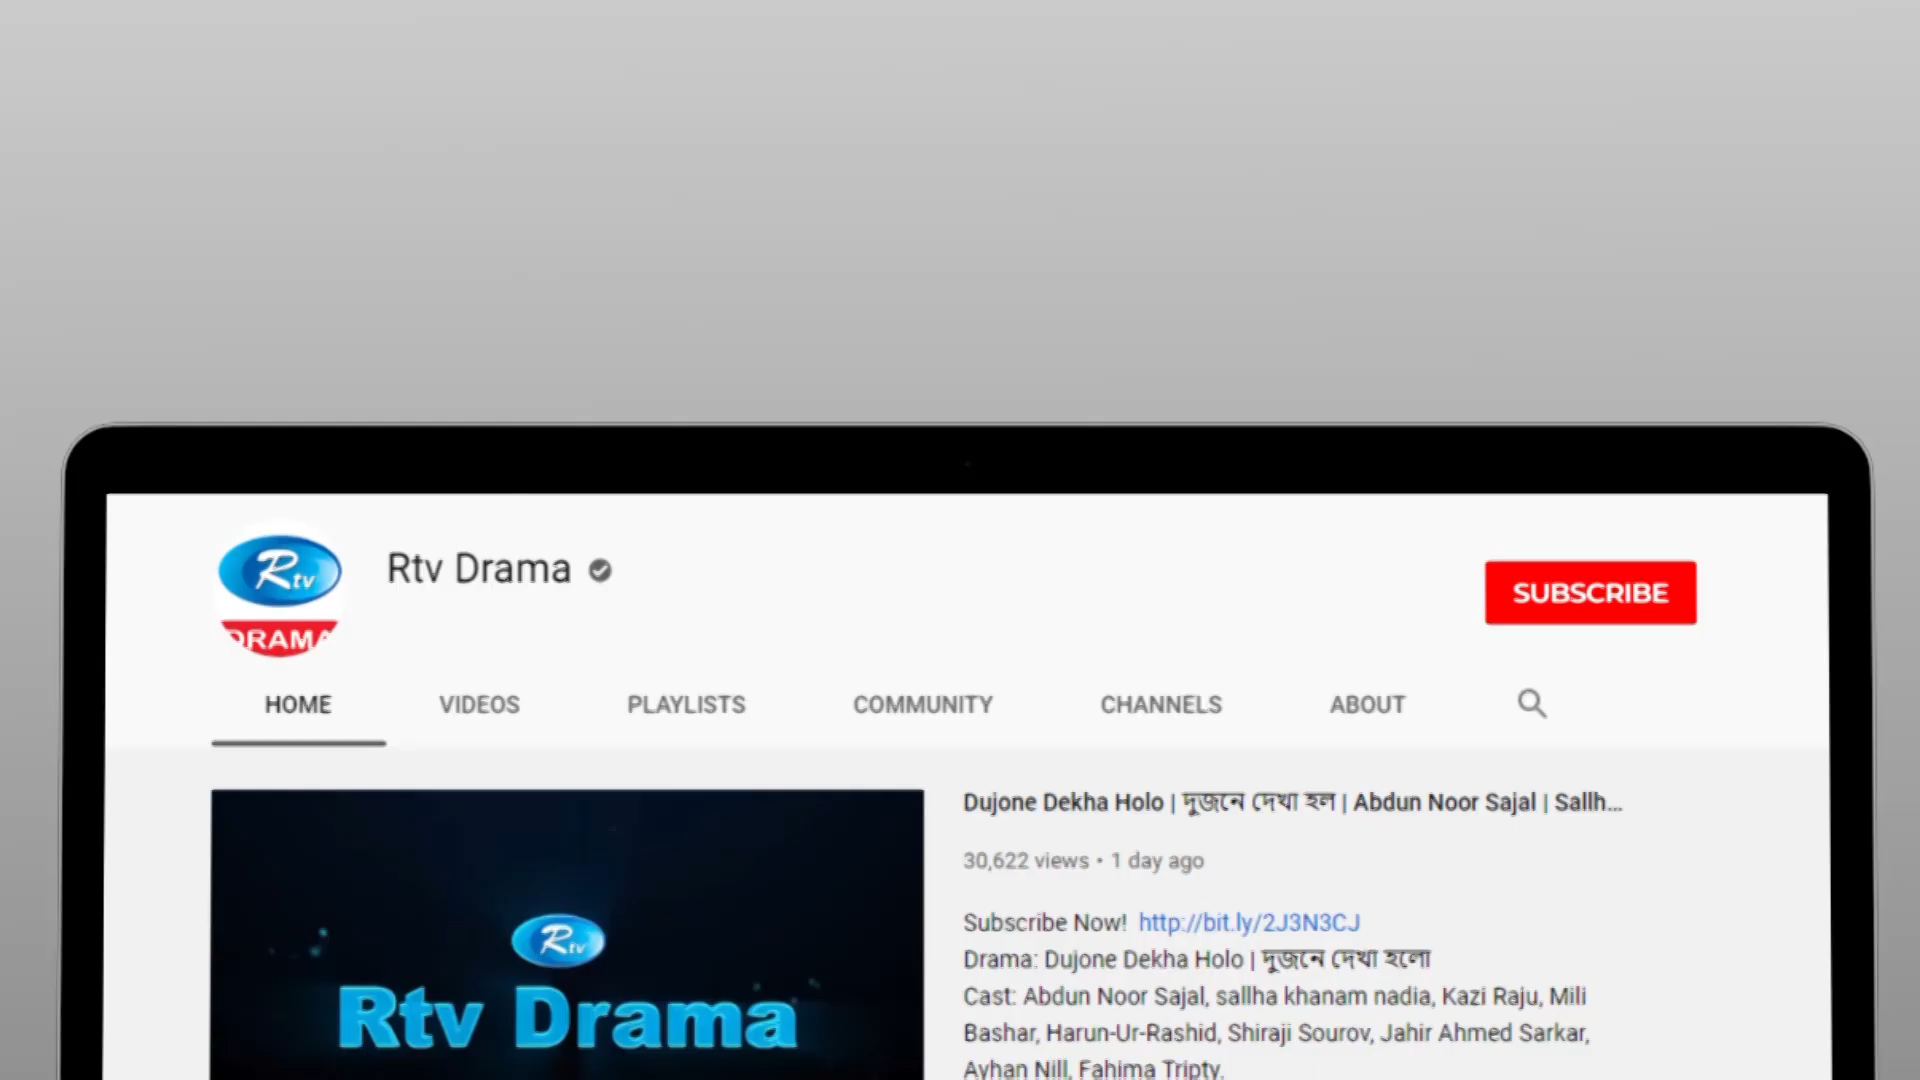 Rtv
DRAMA
Rtv Drama
SUBSCRIBE
HOME VIDEOS PLAYLISTS COMMUNITY CHANNELS ABOUT
Rtv
Rtv Drama
Dujone Dekha Holo | দুজনে দেখা হল | Abdun Noor Sajal | Sallh...
30,622 views • 1 day ago
Subscribe Now! http://bit.ly/2J3N3CJ
Drama: Dujone Dekha Holo | দুজনে দেখা হলো
Cast: Abdun Noor Sajal, sallha khanam nadia, Kazi Raju, Mili
Bashar, Harun-Ur-Rashid, Shiraji Sourov, Jahir Ahmed Sarkar,
Ayhan Nill, Fahima Tripty.